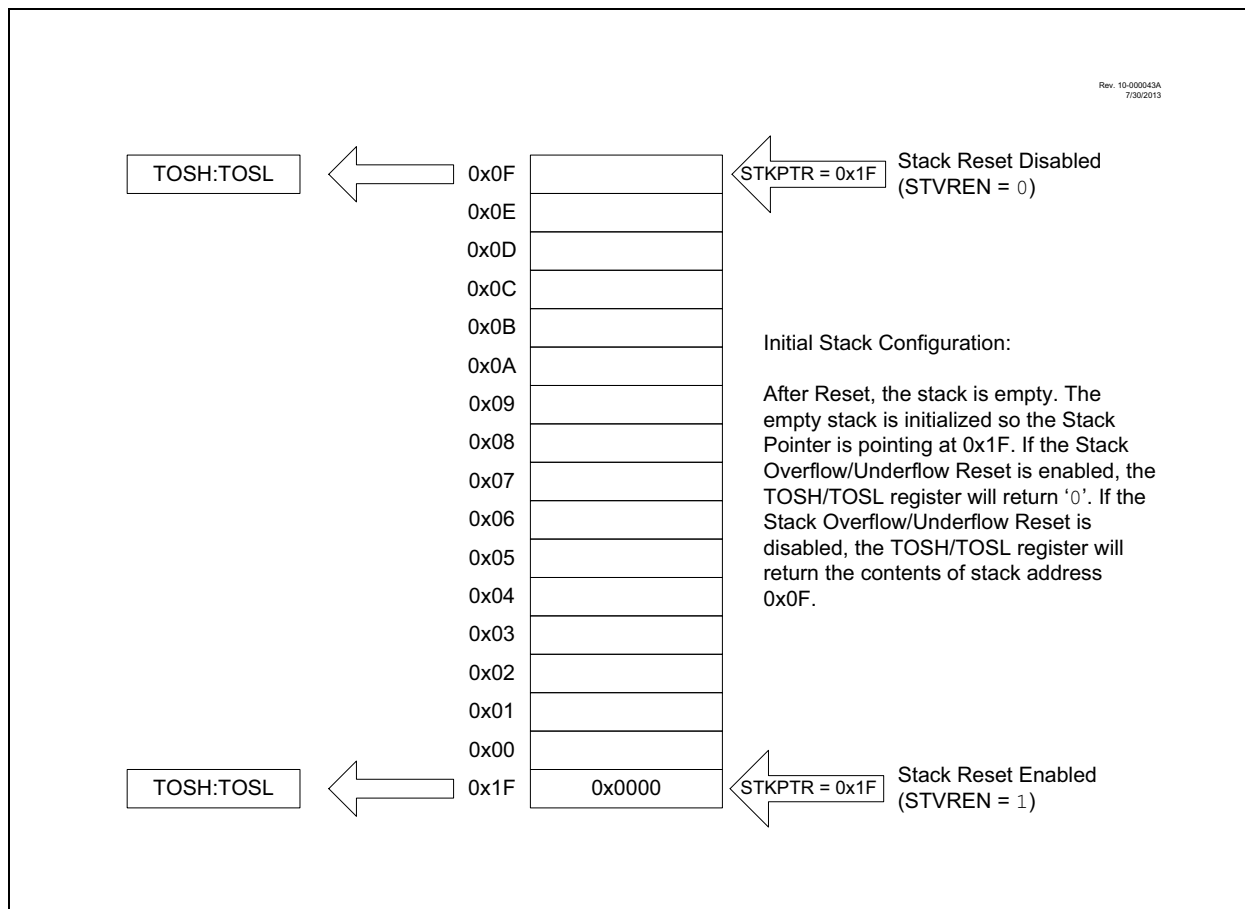 Rev. 10-000043A
7/30/2013
TOSH:TOSL
0x0F
STKPTR = 0x1F
Stack Reset Disabled
(STVREN = 0)
0x0E
0x0D
0x0C
0x0B
0x0A
0x09
0x08
0x07
0x06
0x05
0x04
0x03
0x02
0x01
0x00
Initial Stack Configuration:
After Reset, the stack is empty. The
empty stack is initialized so the Stack
Pointer is pointing at 0x1F. If the Stack
Overflow/Underflow Reset is enabled, the
TOSH/TOSL register will return ‘0’. If the
Stack Overflow/Underflow Reset is
disabled, the TOSH/TOSL register will
return the contents of stack address
0x0F.
TOSH:TOSL
0x1F
0x0000
STKPTR = 0x1F
Stack Reset Enabled
(STVREN = 1)